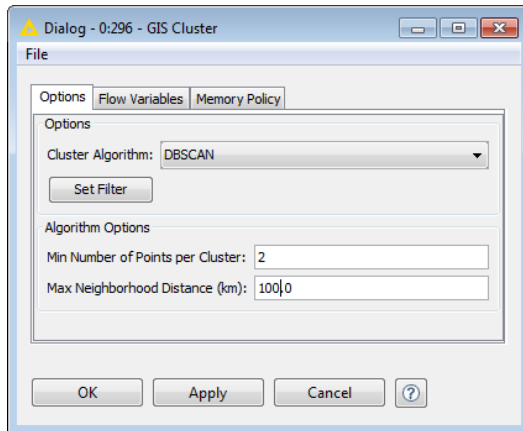 Dialog - 0:296 - GIS Cluster
File
Options Flow Variables Memory Policy
Options
Cluster Algorithm: DBSCAN
Set Filter
Algorithm Options
Min Number of Points per Cluster: 2
Max Neighborhood Distance (km): 100.0
OK Apply Cancel ?